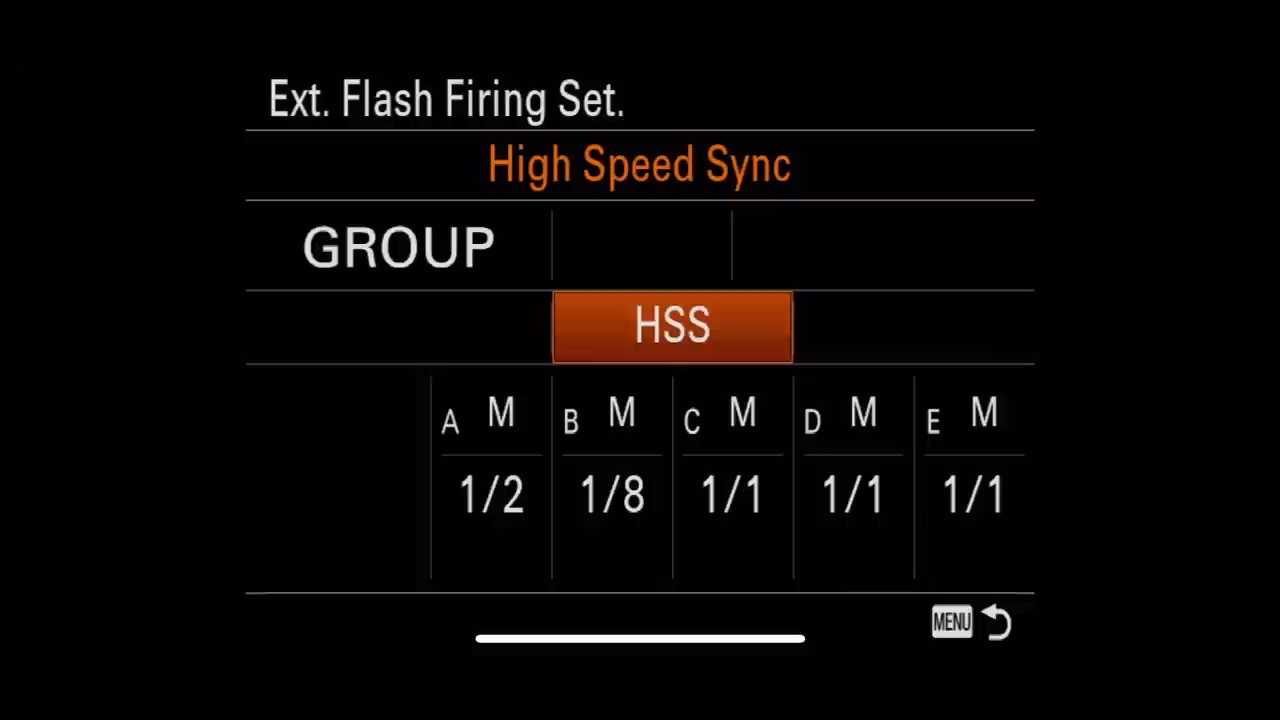 Ext. Flash Firing Set.
High Speed Sync
GROUP
HSS
A M B M C M D M E M
1/2 1/8 1/1 1/1 1/1
MENU